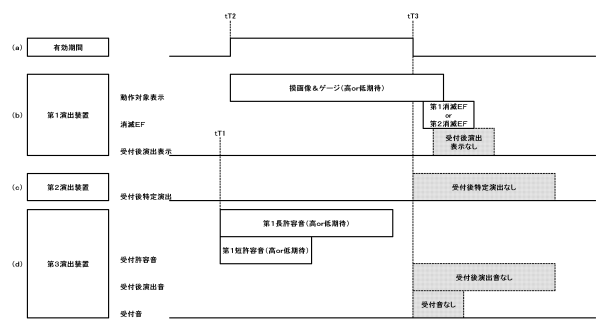 tT2
tT3
(a)
有効期間
(b)
第1演出装置
動作対象表示
操画像&ゲージ(高or低期待)
消滅EF
第1消滅EF
or
第2消滅EF
受付後演出表示
受付後演出
表示なし
tT1
(c)
第2演出装置
受付後特定演出
受付後特定演出なし
(d)
第3演出装置
第1長許容音(高or低期待)
受付許容音
第1短許容音(高or低期待)
受付後演出音
受付後演出音なし
受付音
受付音なし